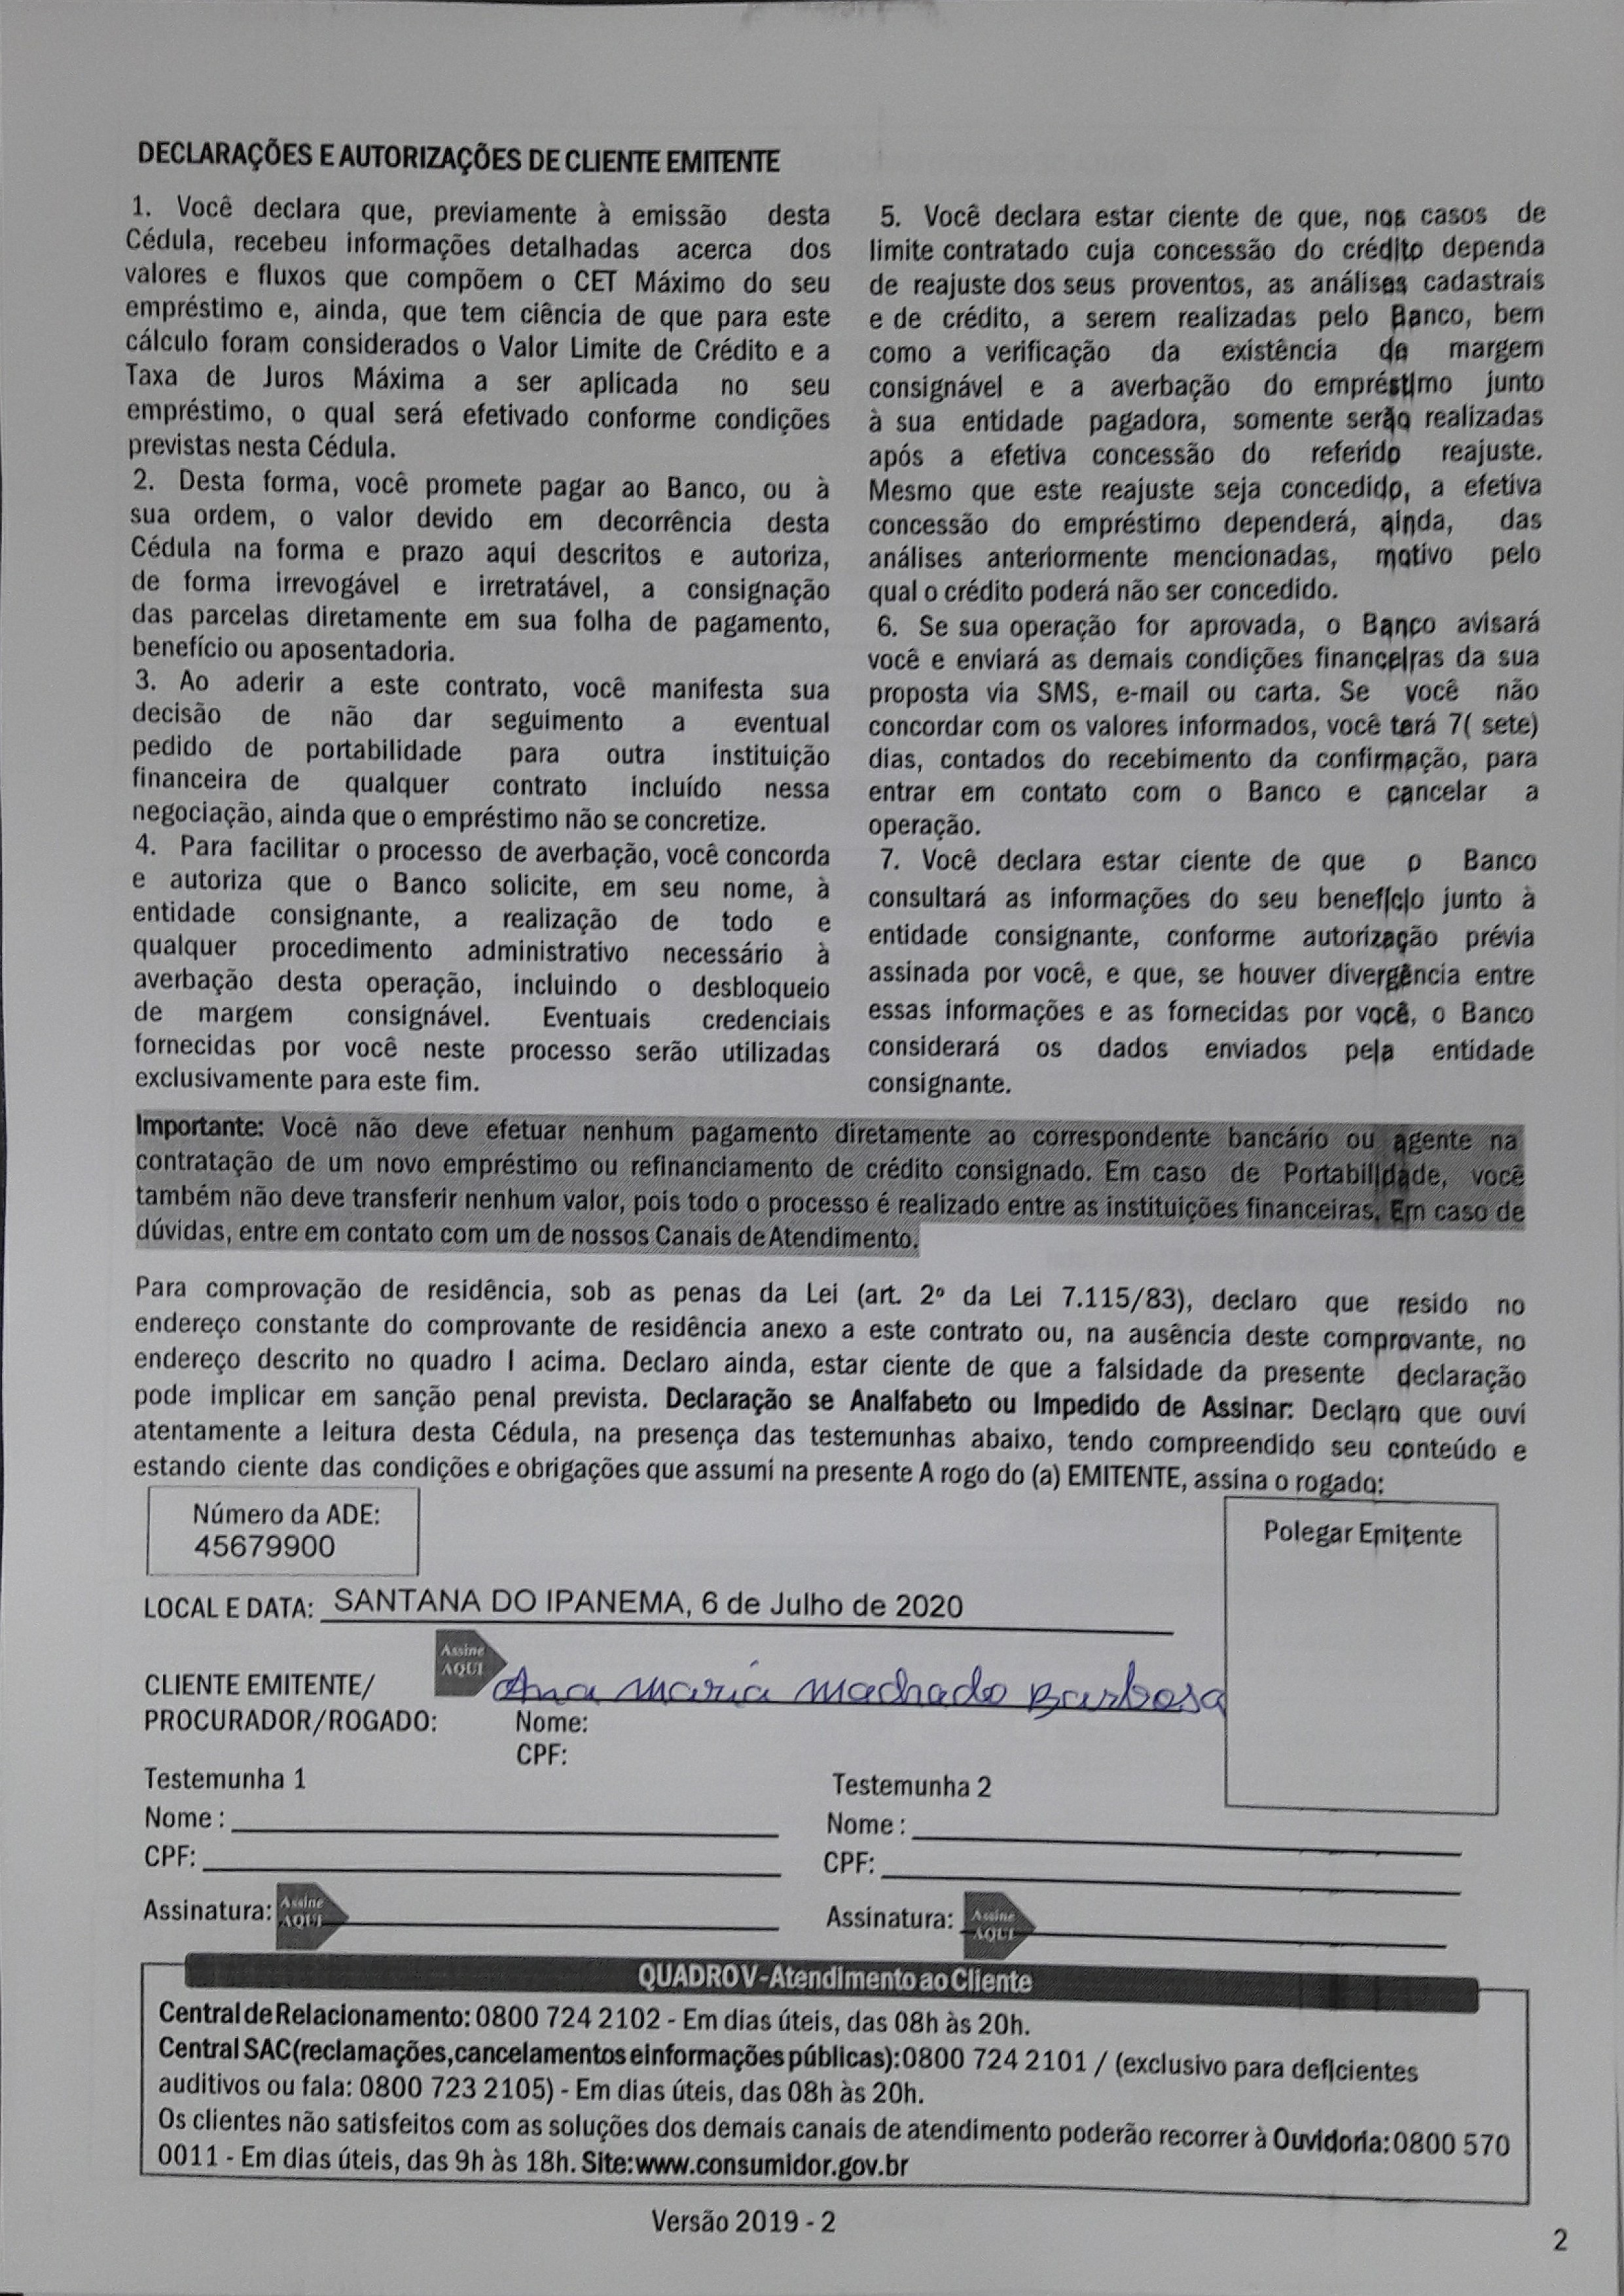 DECLARAÇÕES E AUTORIZAÇÕES DE CLIENTE EMITENTE
1. Você declara que, previamente à emissão desta
Cédula, recebeu informações detalhadas acerca dos
valores e fluxos que compõem o CET Máximo do seu
empréstimo e, ainda, que tem ciência de que para este
cálculo foram considerados o Valor Limite de Crédito e a
Taxa de Juros Máxima a ser aplicada no seu
empréstimo, o qual será efetivado conforme condições
previstas nesta Cédula.
2. Desta forma, você promete pagar ao Banco, ou à
sua ordem, o valor devido em decorrência desta
Cédula na forma e prazo aqui descritos e autoriza,
de forma irrevogável e irretratável, a consignação
das parcelas diretamente em sua folha de pagamento,
benefício ou aposentadoria.
3. Ao aderir a este contrato, você manifesta sua
decisão de não dar seguimento a eventual
pedido de portabilidade para outra instituição
financeira de qualquer contrato incluído nessa
negociação, ainda que o empréstimo não se concretize.
4. Para facilitar o processo de averbação, você concorda
e autoriza que o Banco solicite, em seu nome, à
entidade consignante, a realização de todo e
qualquer procedimento administrativo necessário à
averbação desta operação, incluindo o desbloqueio
de margem consignável. Eventuais credenciais
fornecidas por você neste processo serão utilizadas
exclusivamente para este fim.
5. Você declara estar ciente de que, nos casos de
limite contratado cuja concessão do crédito dependa
de reajuste dos seus proventos, as análises cadastrais
e de crédito, a serem realizadas pelo Banco, bem
como a verificação da existência de margem
consignável e a averbação do empréstimo junto
à sua entidade pagadora, somente serão realizadas
após a efetiva concessão do referido reajuste.
Mesmo que este reajuste seja concedido, a efetiva
concessão do empréstimo dependerá, ainda, das
análises anteriormente mencionadas, motivo pelo
qual o crédito poderá não ser concedido.
6. Se sua operação for aprovada, o Banco avisará
você e enviará as demais condições financeiras da sua
proposta via SMS, e-mail ou carta. Se você não
concordar com os valores informados, você terá 7( sete)
dias, contados do recebimento da confirmação, para
entrar em contato com o Banco e cancelar a
operação.
7. Você declara estar ciente de que o Banco
consultará as informações do seu benefício junto à
entidade consignante, conforme autorização prévia
assinada por você, e que, se houver divergência entre
essas informações e as fornecidas por você, o Banco
considerará os dados enviados pela entidade
consignante.
Importante: Você não deve efetuar nenhum pagamento diretamente ao correspondente bancário ou agente na
contratação de um novo empréstimo ou refinanciamento de crédito consignado. Em caso de Portabilidade, você
também não deve transferir nenhum valor, pois todo o processo é realizado entre as instituições financeiras. Em caso de
dúvidas, entre em contato com um de nossos Canais de Atendimento.
Para comprovação de residência, sob as penas da Lei (art. 2º da Lei 7.115/83), declaro que resido no
endereço constante do comprovante de residência anexo a este contrato ou, na ausência deste comprovante, no
endereço descrito no quadro I acima. Declaro ainda, estar ciente de que a falsidade da presente declaração
pode implicar em sanção penal prevista. Declaração se Analfabeto ou Impedido de Assinar: Declaro que ouvi
atentamente a leitura desta Cédula, na presença das testemunhas abaixo, tendo compreendido seu conteúdo e
estando ciente das condições e obrigações que assumi na presente A rogo do (a) EMITENTE, assina o rogado:
Número da ADE:
45679900
Polegar Emitente
LOCAL E DATA: SANTANA DO IPANEMA, 6 de Julho de 2020
Assine
AQUI
CLIENTE EMITENTE/ Ana Maria Machado Barbosa
PROCURADOR/ROGADO: Nome:
CPF:
Testemunha 1
Nome :
CPF:
Assinatura: Assine
AQUI
Testemunha 2
Nome :
CPF:
Assinatura: Assine
AQUI
QUADRO V - Atendimento ao Cliente
Central de Relacionamento: 0800 724 2102 - Em dias úteis, das 08h às 20h.
Central SAC (reclamações, cancelamentos e informações públicas): 0800 724 2101 / (exclusivo para deficientes
auditivos ou fala: 0800 723 2105) - Em dias úteis, das 08h às 20h.
Os clientes não satisfeitos com as soluções dos demais canais de atendimento poderão recorrer à Ouvidoria: 0800 570
0011 - Em dias úteis, das 9h às 18h. Site: www.consumidor.gov.br
Versão 2019 - 2
2